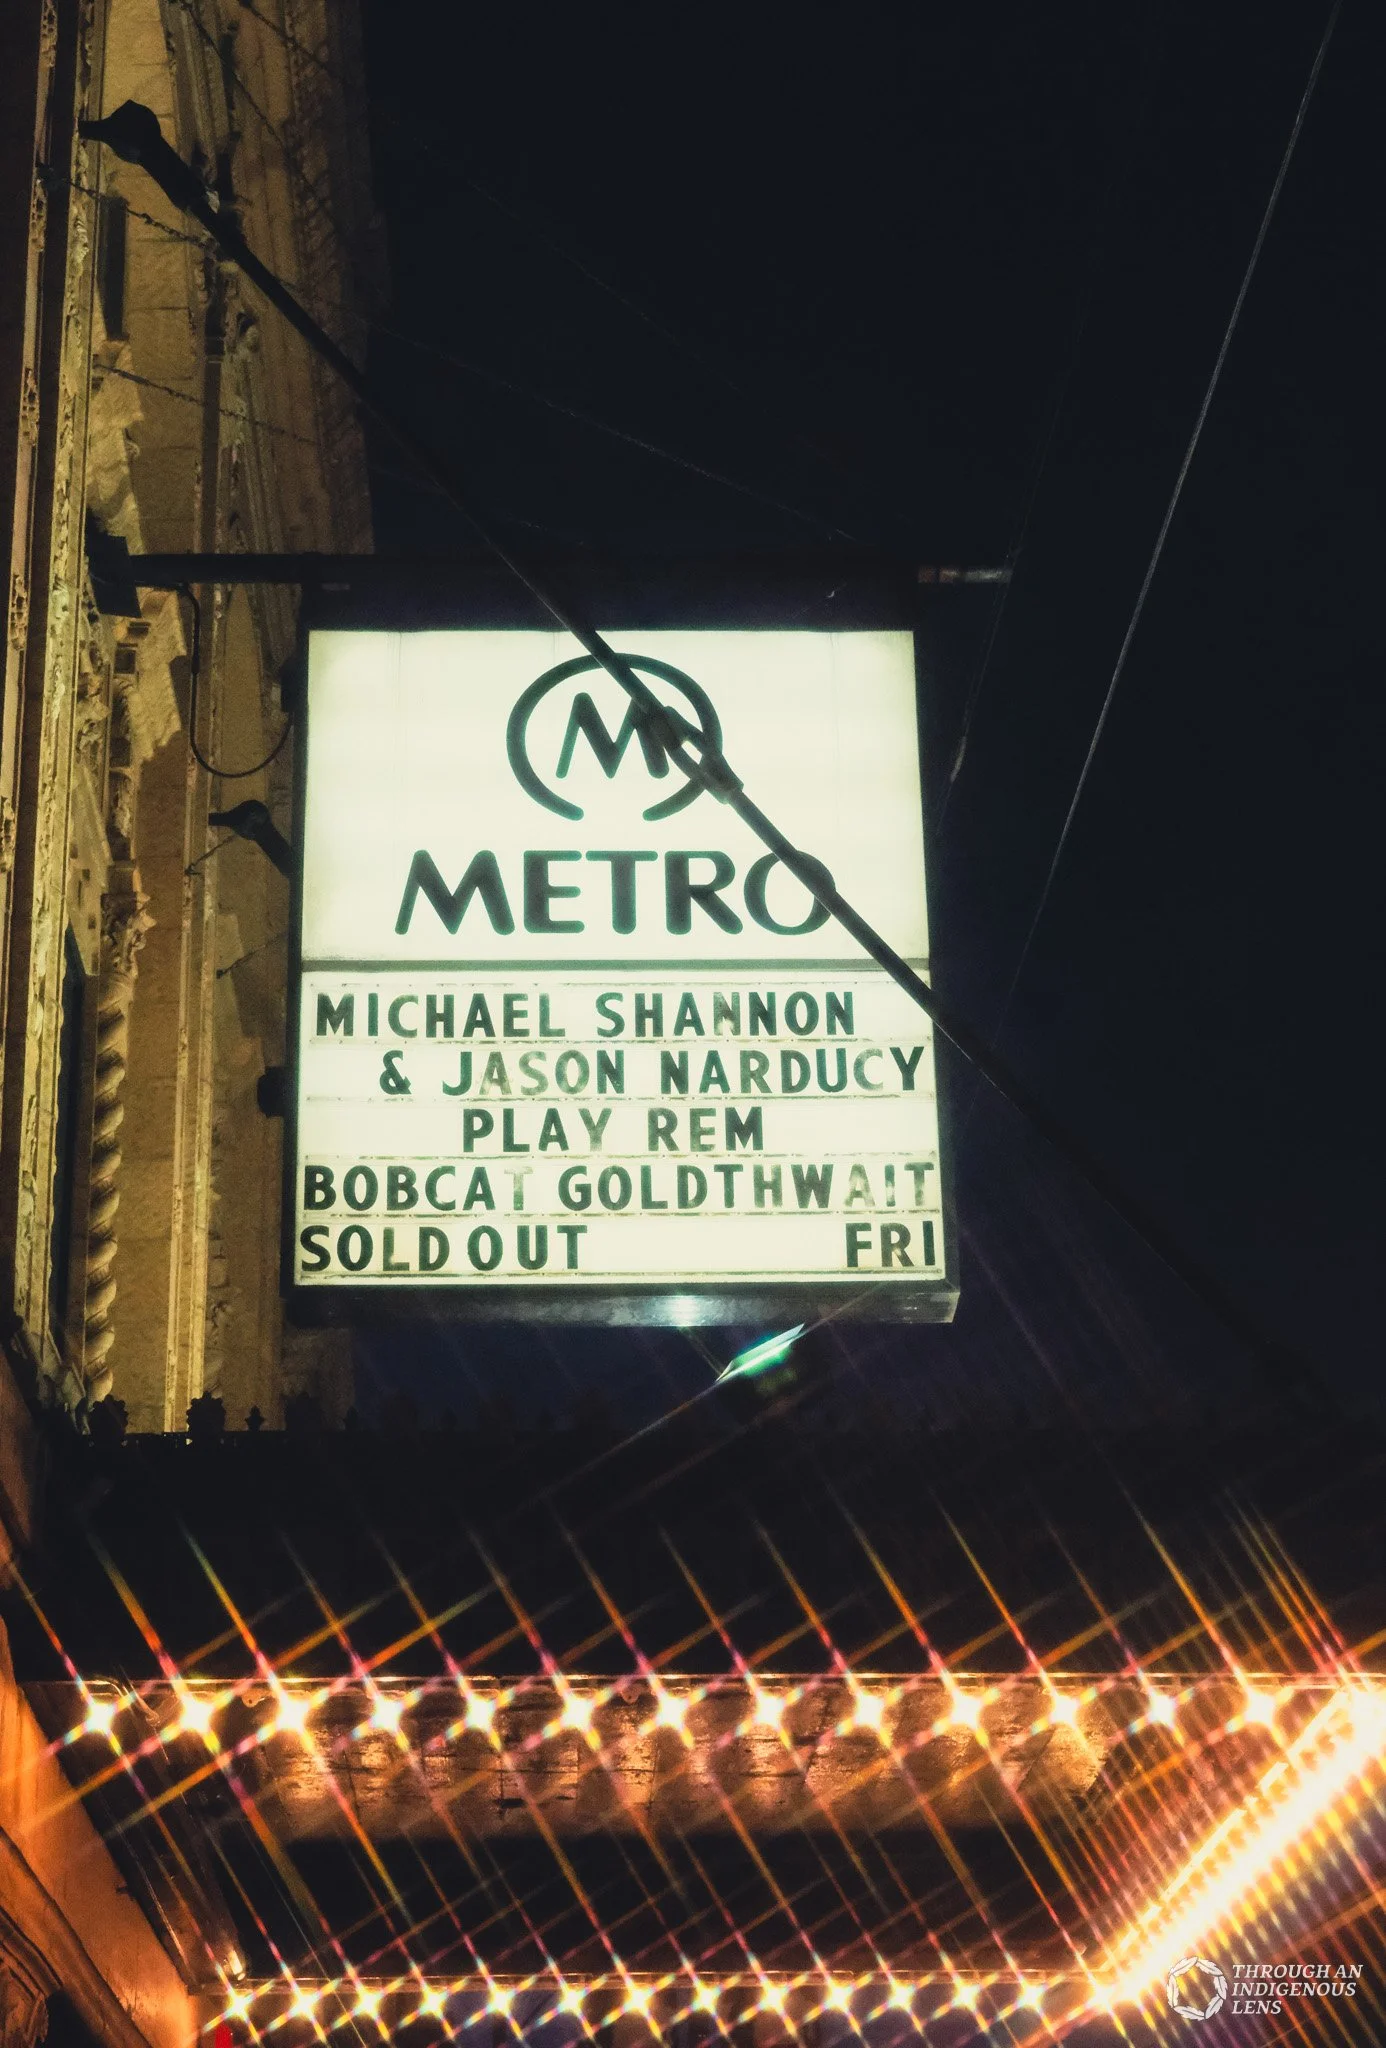 M
METRO
MICHAEL SHANNON
& JASON NARDUCY
PLAY REM
BOBCAT GOLDTHWAIT
SOLD OUT FRI
THROUGH AN
INDIGENOUS
LENS